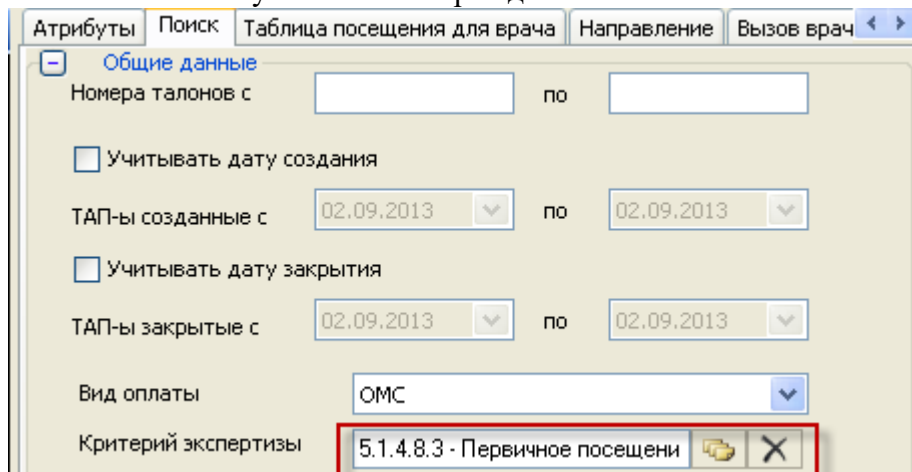 Атрибуты Поиск Таблица посещения для врача Направление Вызов врач
Общие данные
Номера талонов с по
Учитывать дату создания
ТАП-ы созданные с 02.09.2013 по 02.09.2013
Учитывать дату закрытия
ТАП-ы закрытые с 02.09.2013 по 02.09.2013
Вид оплаты ОМС
Критерий экспертизы 5.1.4.8.3 - Первичное посещени